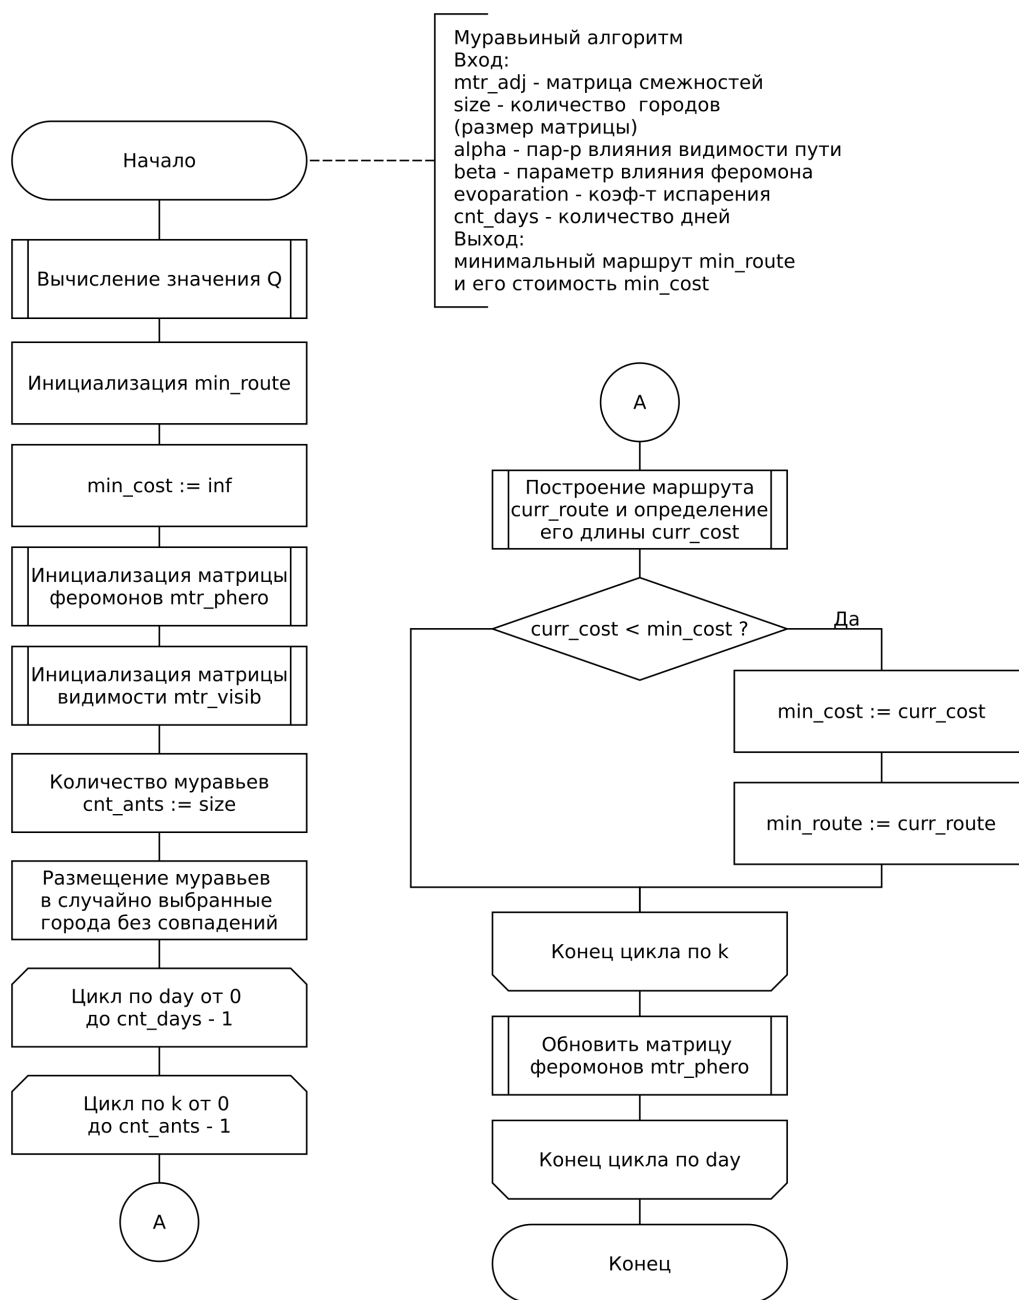 Муравьиный алгоритм
Вход:
mtr_adj - матрица смежностей
size - количество  городов
(размер матрицы)
alpha - пар-р влияния видимости пути
beta - параметр влияния феромона
evoparation - коэф-т испарения
cnt_days - количество дней
Выход:
минимальный маршрут min_route
и его стоимость min_cost
Начало
Вычисление значения Q
Инициализация min_route
min_cost := inf
Инициализация матрицы
феромонов mtr_phero
Инициализация матрицы
видимости mtr_visib
Количество муравьев
cnt_ants := size
Размещение муравьев
в случайно выбранные
города без совпадений
Цикл по day от 0
до cnt_days - 1
Цикл по k от 0
до cnt_ants - 1
A
A
Построение маршрута
curr_route и определение
его длины curr_cost
curr_cost < min_cost ?
Да
min_cost := curr_cost
min_route := curr_route
Конец цикла по k
Обновить матрицу
феромонов mtr_phero
Конец цикла по day
Конец